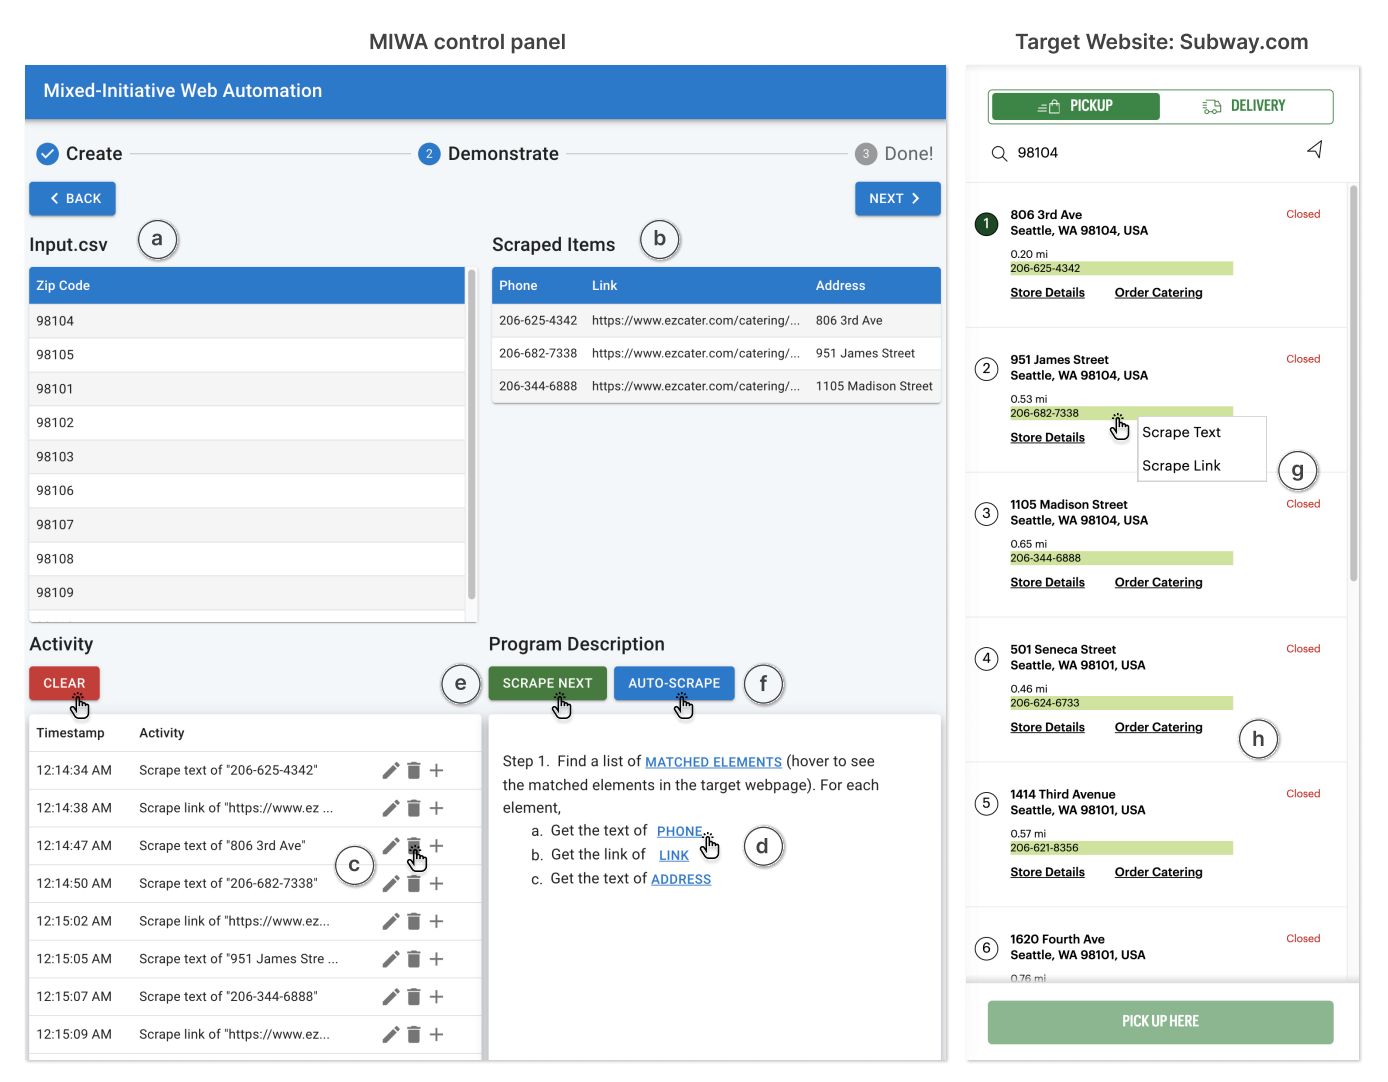 MIWA control panel
Target Website: Subway.com
Mixed-Initiative Web Automation
Create
2 Demonstrate
3 Done!
BACK
NEXT
Input.csv
a
Zip Code
98104
98105
98101
98102
98103
98106
98107
98108
98109
Scraped Items
b
Phone Link Address
206-625-4342 https://www.ezcater.com/catering/... 806 3rd Ave
206-682-7338 https://www.ezcater.com/catering/... 951 James Street
206-344-6888 https://www.ezcater.com/catering/... 1105 Madison Street
Activity
CLEAR
Timestamp Activity
12:14:34 AM Scrape text of "206-625-4342"
12:14:38 AM Scrape link of "https://www.ez ...
12:14:47 AM Scrape text of "806 3rd Ave"
c
12:14:50 AM Scrape text of "206-682-7338"
12:15:02 AM Scrape link of "https://www.ez...
12:15:05 AM Scrape text of "951 James Stre ...
12:15:07 AM Scrape text of "206-344-6888"
12:15:09 AM Scrape link of "https://www.ez...
Program Description
e
SCRAPE NEXT
AUTO-SCRAPE
f
Step 1. Find a list of MATCHED ELEMENTS (hover to see
the matched elements in the target webpage). For each
element,
a. Get the text of PHONE
d
b. Get the link of LINK
c. Get the text of ADDRESS
PICKUP
DELIVERY
98104
1
806 3rd Ave
Closed
Seattle, WA 98104, USA
0.20 mi
206-625-4342
Store Details Order Catering
2
951 James Street
Closed
Seattle, WA 98104, USA
0.53 mi
206-682-7338
Store Details
Scrape Text
Scrape Link
g
3
1105 Madison Street
Closed
Seattle, WA 98104, USA
0.65 mi
206-344-6888
Store Details Order Catering
4
501 Seneca Street
Closed
Seattle, WA 98101, USA
0.46 mi
206-624-6733
Store Details Order Catering
h
5
1414 Third Avenue
Closed
Seattle, WA 98101, USA
0.57 mi
206-621-8356
Store Details Order Catering
6
1620 Fourth Ave
Closed
Seattle, WA 98101, USA
0.76 mi
PICK UP HERE